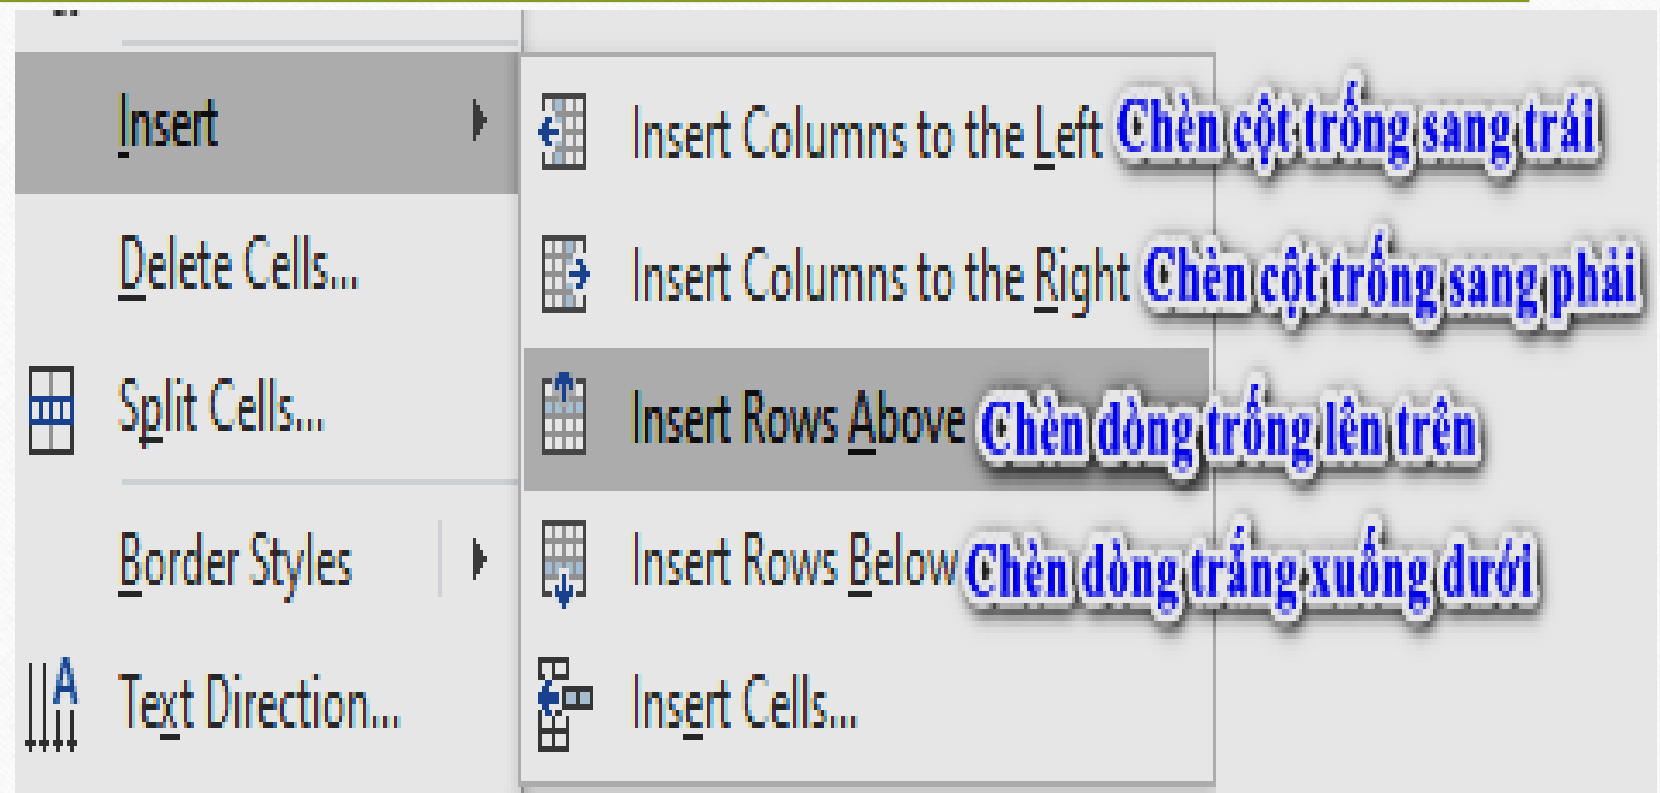 Insert
Insert Columns to the Left Chèn cột trống sang trái
Delete Cells...
Insert Columns to the Right Chèn cột trống sang phải
Split Cells...
Insert Rows Above Chèn dòng trống lên trên
Border Styles
Insert Rows Below Chèn dòng trắng xuống dưới
Text Direction...
Insert Cells...